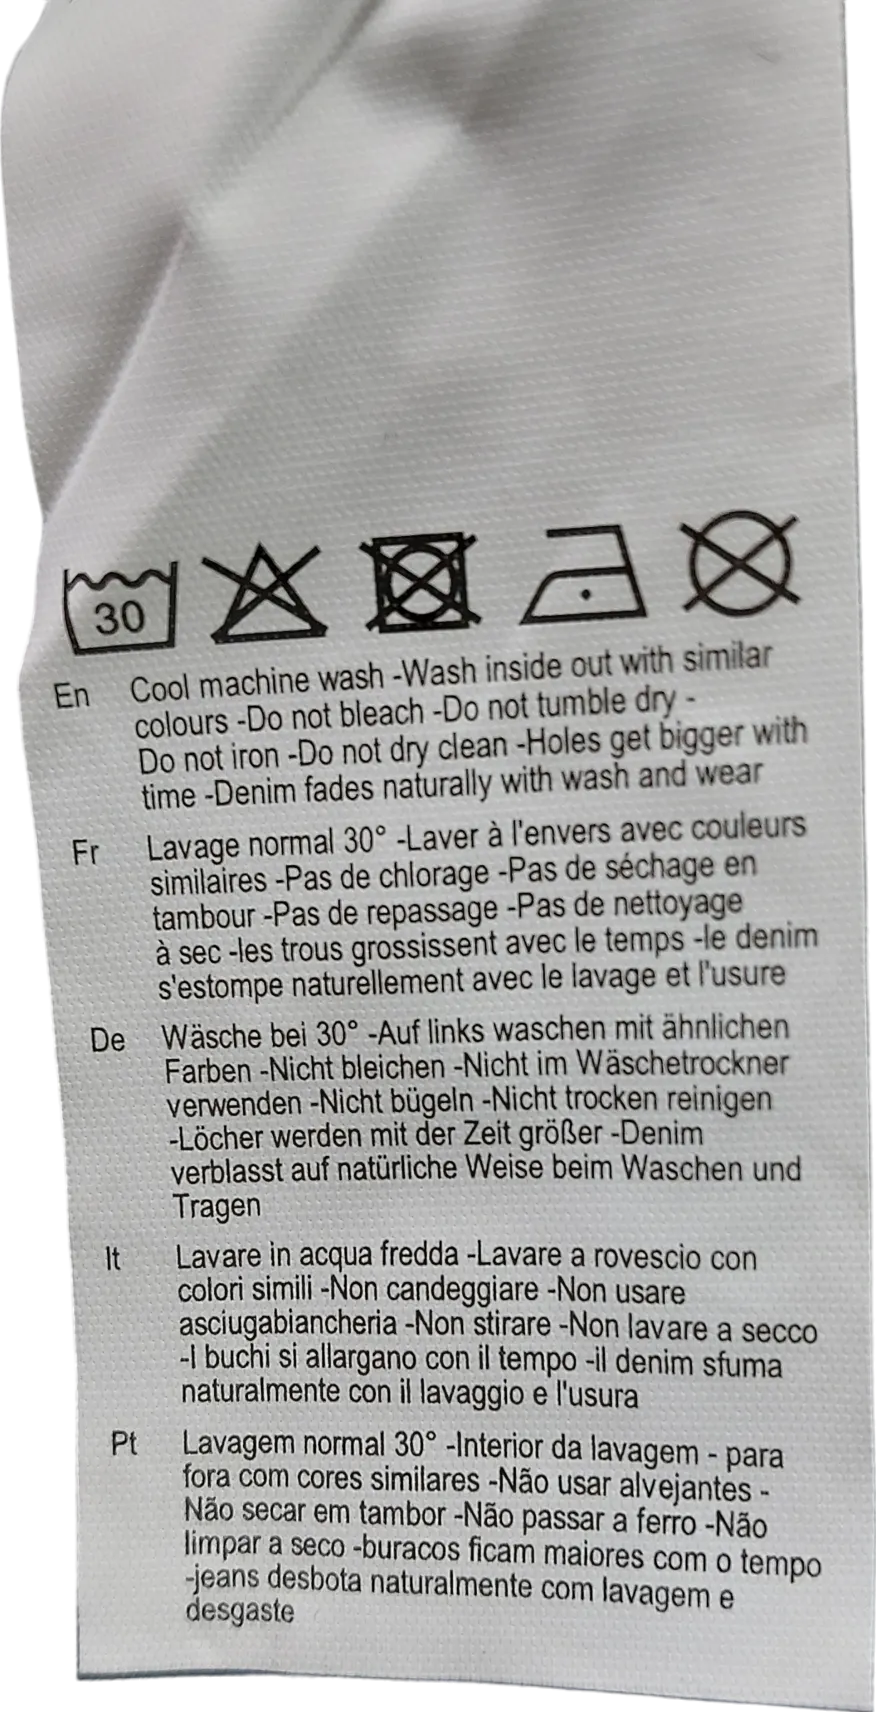 30
En Cool machine wash -Wash inside out with similar
colours -Do not bleach -Do not tumble dry -
Do not iron -Do not dry clean -Holes get bigger with
time -Denim fades naturally with wash and wear
Fr Lavage normal 30° -Laver à l'envers avec couleurs
similaires -Pas de chlorage -Pas de séchage en
tambour -Pas de repassage -Pas de nettoyage
à sec -les trous grossissent avec le temps -le denim
s'estompe naturellement avec le lavage et l'usure
De Wäsche bei 30° -Auf links waschen mit ähnlichen
Farben -Nicht bleichen -Nicht im Wäschetrockner
verwenden -Nicht bügeln -Nicht trocken reinigen
-Löcher werden mit der Zeit größer -Denim
verblasst auf natürliche Weise beim Waschen und
Tragen
It Lavare in acqua fredda -Lavare a rovescio con
colori simili -Non candeggiare -Non usare
asciugabiancheria -Non stirare -Non lavare a secco
-I buchi si allargano con il tempo -il denim sfuma
naturalmente con il lavaggio e l'usura
Pt Lavagem normal 30° -Interior da lavagem - para
fora com cores similares -Não usar alvejantes -
Não secar em tambor -Não passar a ferro -Não
limpar a seco -buracos ficam maiores com o tempo
-jeans desbota naturalmente com lavagem e
desgaste